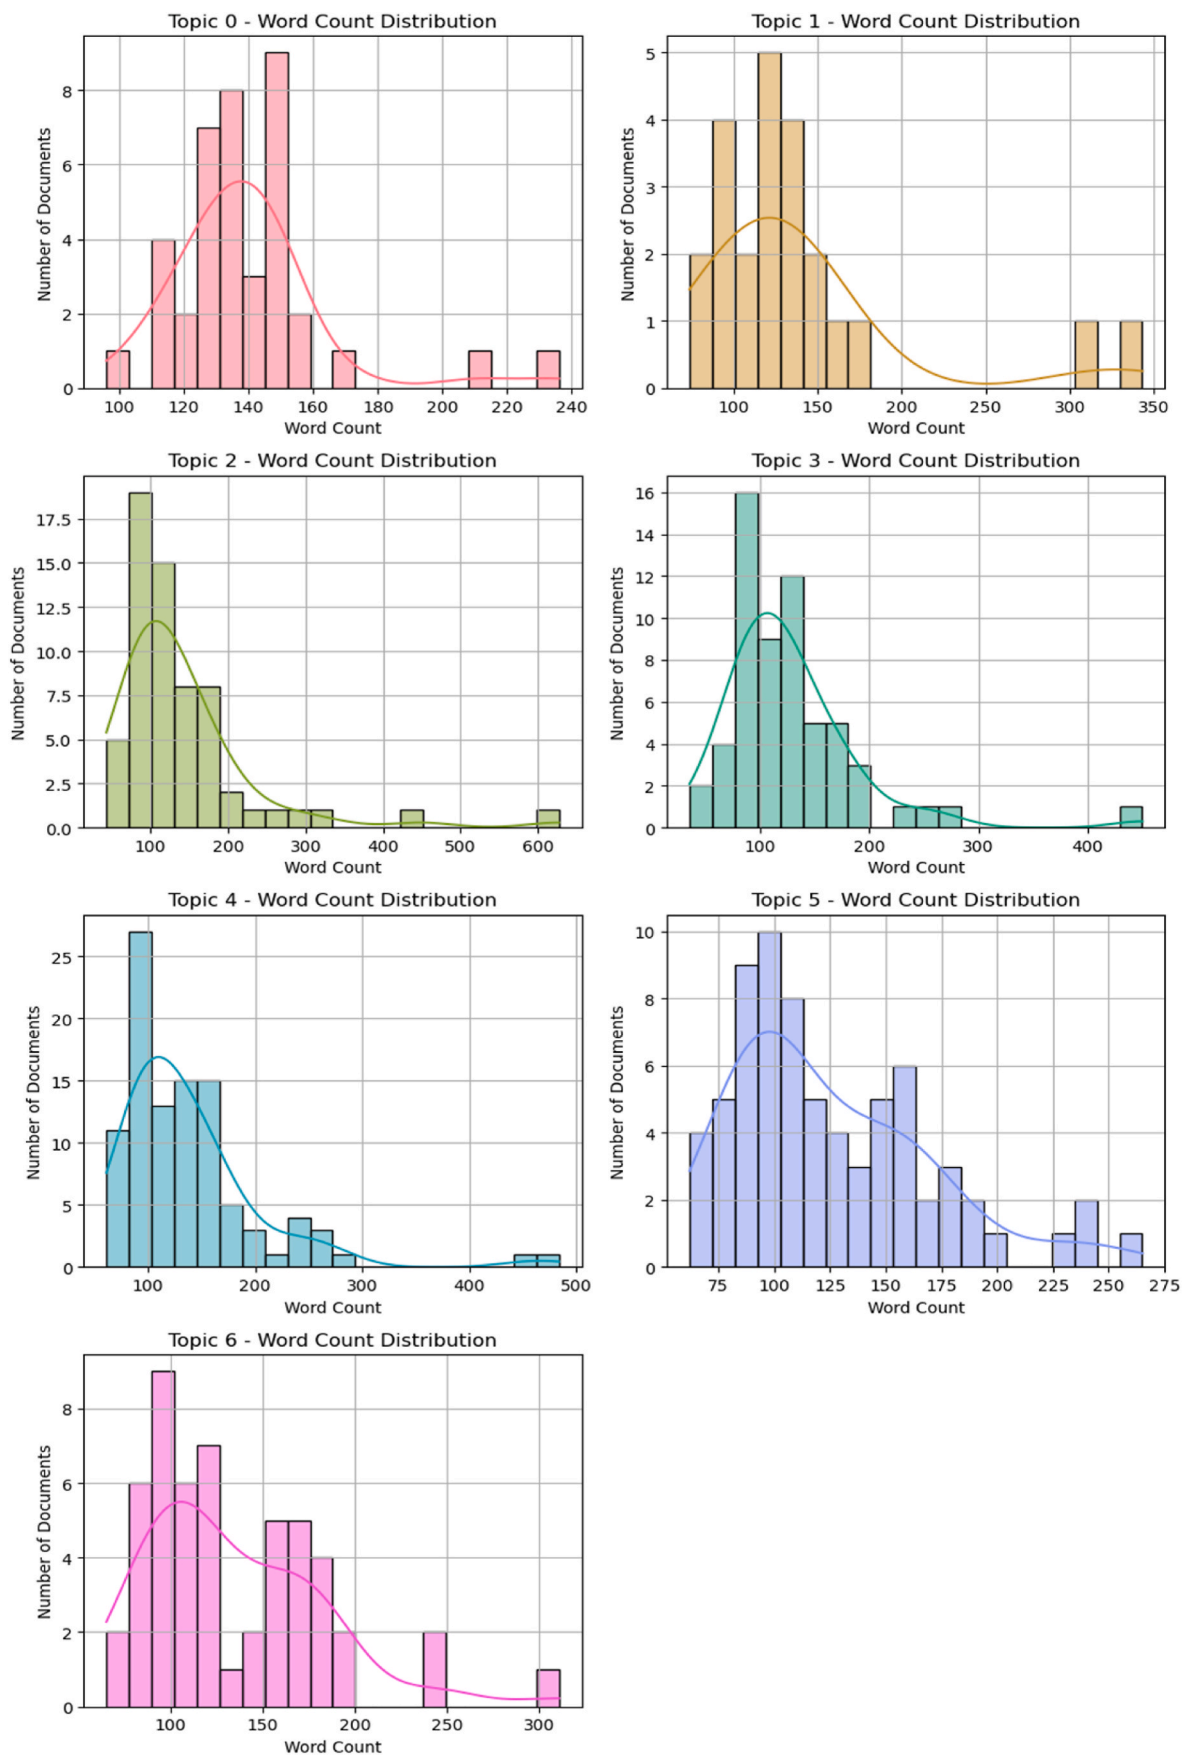 Topic 0 - Word Count Distribution
Number of Documents
8
6
4
2
0
100 120 140 160 180 200 220 240
Word Count
Topic 1 - Word Count Distribution
Number of Documents
5
4
3
2
1
0
100 150 200 250 300 350
Word Count
Topic 2 - Word Count Distribution
Number of Documents
17.5
15.0
12.5
10.0
7.5
5.0
2.5
0.0
100 200 300 400 500 600
Word Count
Topic 3 - Word Count Distribution
Number of Documents
16
14
12
10
8
6
4
2
0
100 200 300 400
Word Count
Topic 4 - Word Count Distribution
Number of Documents
25
20
15
10
5
0
100 200 300 400 500
Word Count
Topic 5 - Word Count Distribution
Number of Documents
10
8
6
4
2
0
75 100 125 150 175 200 225 250 275
Word Count
Topic 6 - Word Count Distribution
Number of Documents
8
6
4
2
0
100 150 200 250 300
Word Count